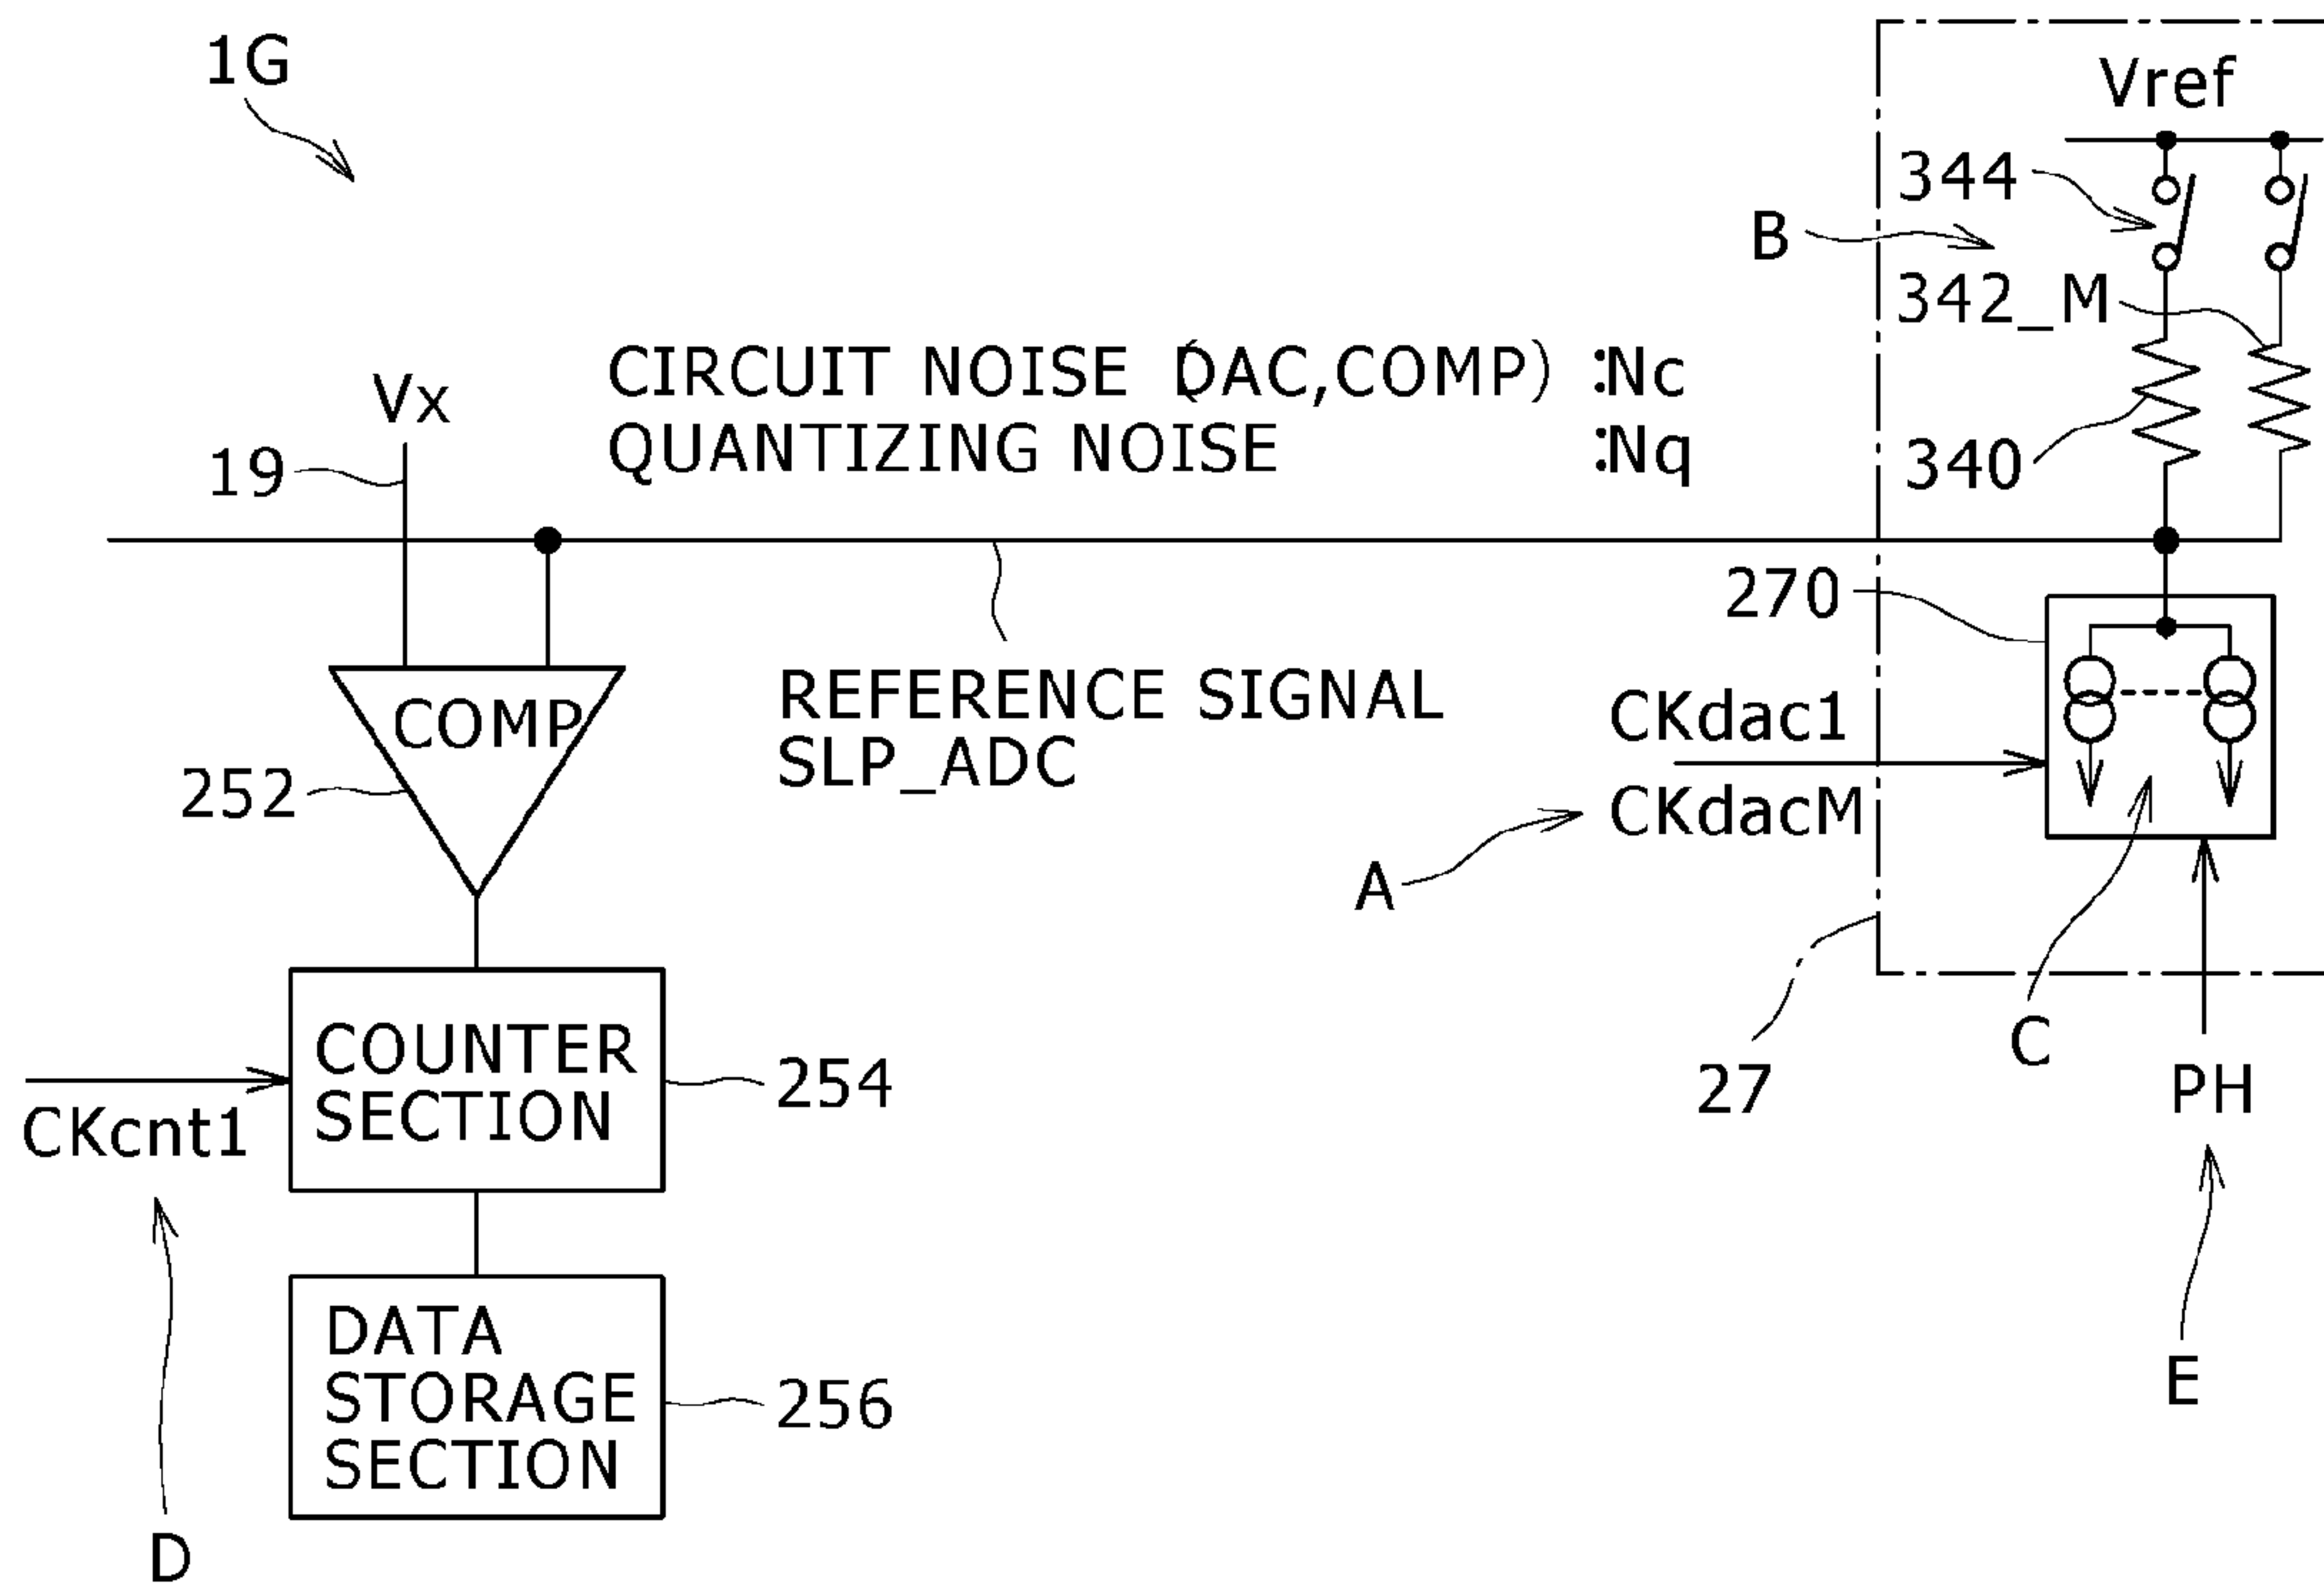 1G
Vref
344
B
342_M
CIRCUIT NOISE (DAC,COMP) :Nc
Vx
QUANTIZING NOISE :Nq
19
340
270
REFERENCE SIGNAL
SLP_ADC
COMP
CKdac1
252
CKdacM
A
COUNTER
SECTION
254
C
27
PH
CKcnt1
DATA
STORAGE
SECTION
256
E
D